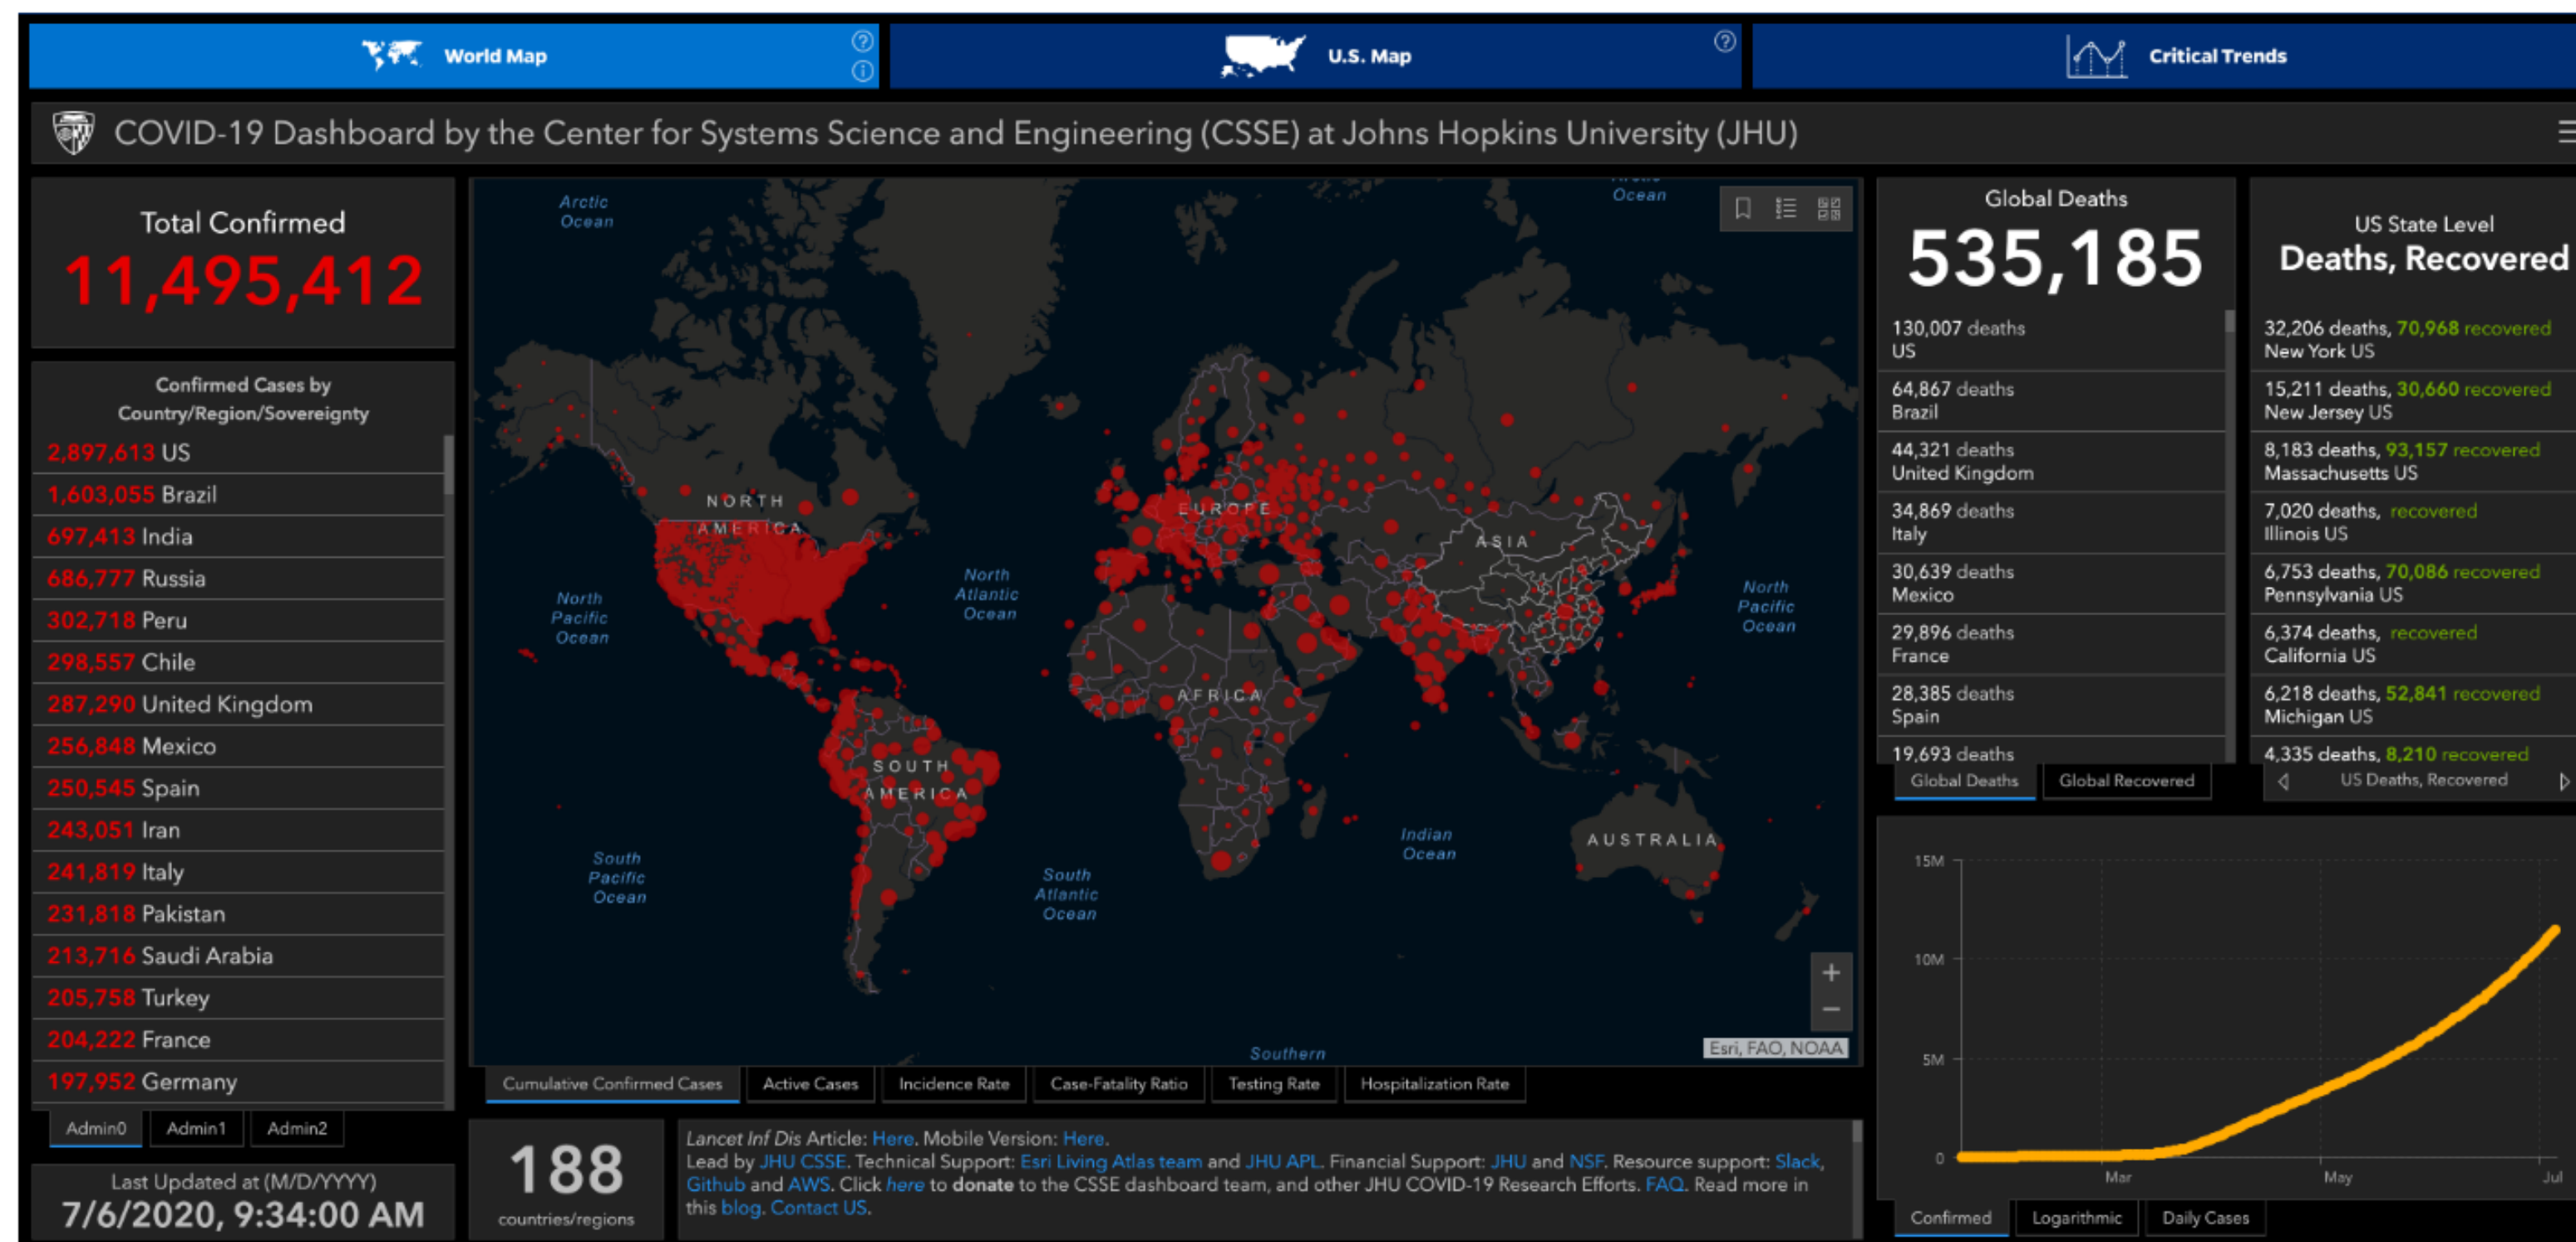 World Map
U.S. Map
Critical Trends
COVID-19 Dashboard by the Center for Systems Science and Engineering (CSSE) at Johns Hopkins University (JHU)
Total Confirmed
11,495,412
Confirmed Cases by
Country/Region/Sovereignty
2,897,613 US
1,603,055 Brazil
697,413 India
686,777 Russia
302,718 Peru
298,557 Chile
287,290 United Kingdom
256,848 Mexico
250,545 Spain
243,051 Iran
241,819 Italy
231,818 Pakistan
213,716 Saudi Arabia
205,758 Turkey
204,222 France
197,952 Germany
Admin0 Admin1 Admin2
Last Updated at (M/D/YYYY)
7/6/2020, 9:34:00 AM
Arctic
Ocean
Ocean
NORTH
AMERICA
EUROPE
ASIA
North
Pacific
Ocean
North
Atlantic
Ocean
North
Pacific
Ocean
AFRICA
SOUTH
AMERICA
AUSTRALIA
Indian
Ocean
South
Pacific
Ocean
South
Atlantic
Ocean
Southern
+
−
Esri, FAO, NOAA
Cumulative Confirmed Cases Active Cases Incidence Rate Case-Fatality Ratio Testing Rate Hospitalization Rate
188
countries/regions
Lancet Inf Dis Article: Here. Mobile Version: Here.
Lead by JHU CSSE. Technical Support: Esri Living Atlas team and JHU APL. Financial Support: JHU and NSF. Resource support: Slack,
Github and AWS. Click here to donate to the CSSE dashboard team, and other JHU COVID-19 Research Efforts. FAQ. Read more in
this blog. Contact US.
Global Deaths
535,185
130,007 deaths
US
64,867 deaths
Brazil
44,321 deaths
United Kingdom
34,869 deaths
Italy
30,639 deaths
Mexico
29,896 deaths
France
28,385 deaths
Spain
19,693 deaths
Global Deaths Global Recovered
US State Level
Deaths, Recovered
32,206 deaths, 70,968 recovered
New York US
15,211 deaths, 30,660 recovered
New Jersey US
8,183 deaths, 93,157 recovered
Massachusetts US
7,020 deaths, recovered
Illinois US
6,753 deaths, 70,086 recovered
Pennsylvania US
6,374 deaths, recovered
California US
6,218 deaths, 52,841 recovered
Michigan US
4,335 deaths, 8,210 recovered
US Deaths, Recovered
15M
10M
5M
0
Mar May Jul
Confirmed Logarithmic Daily Cases